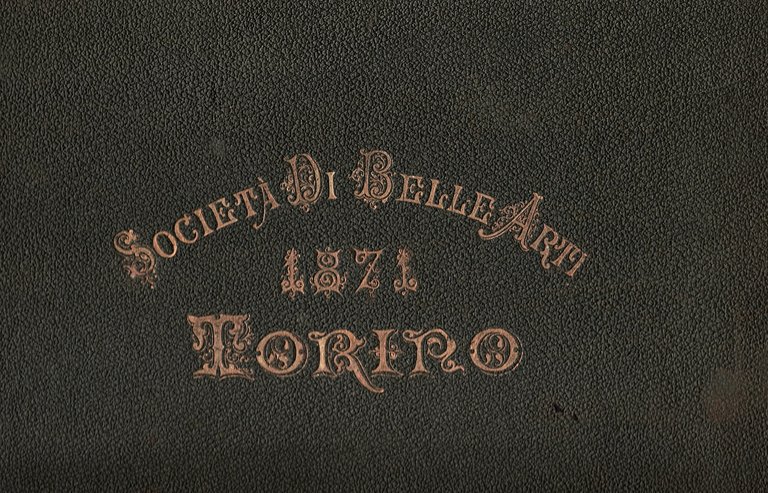 Società Di Belle Arti
1871
Torino